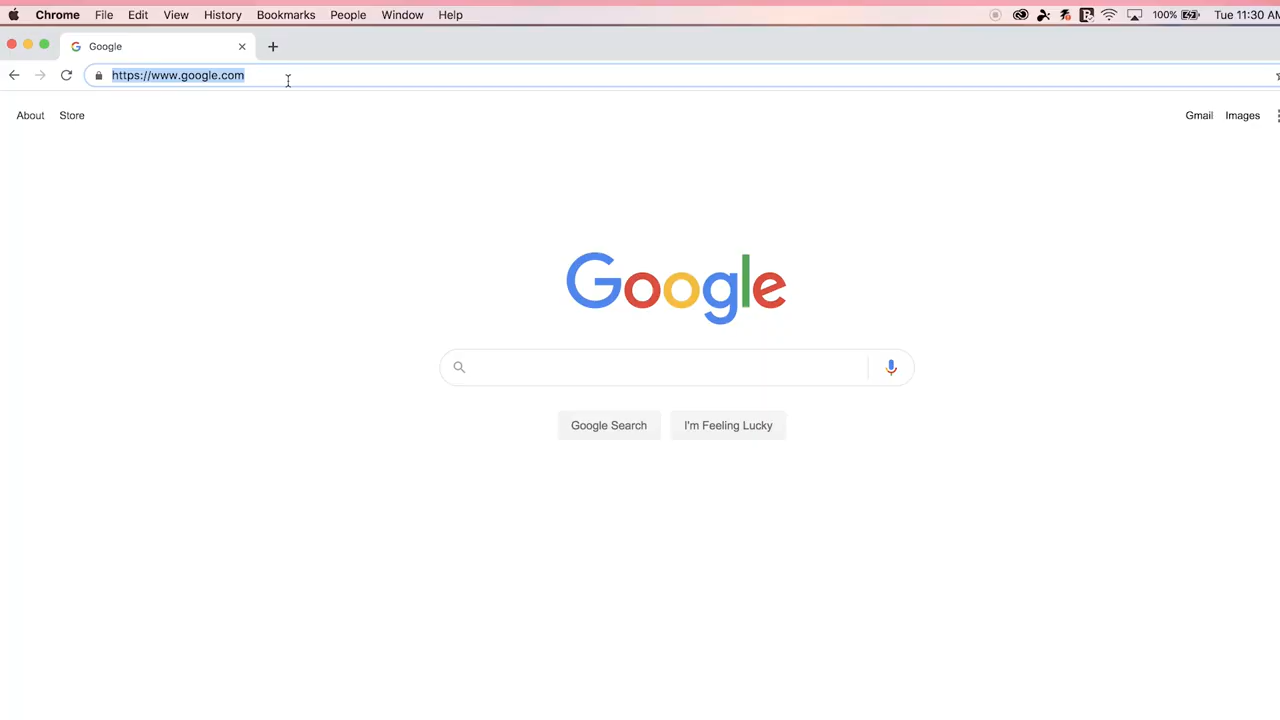 Chrome File Edit View History Bookmarks People Window Help 100% Tue 11:30 AM
Google
https://www.google.com
About Store Gmail Images
Google
Google Search I'm Feeling Lucky